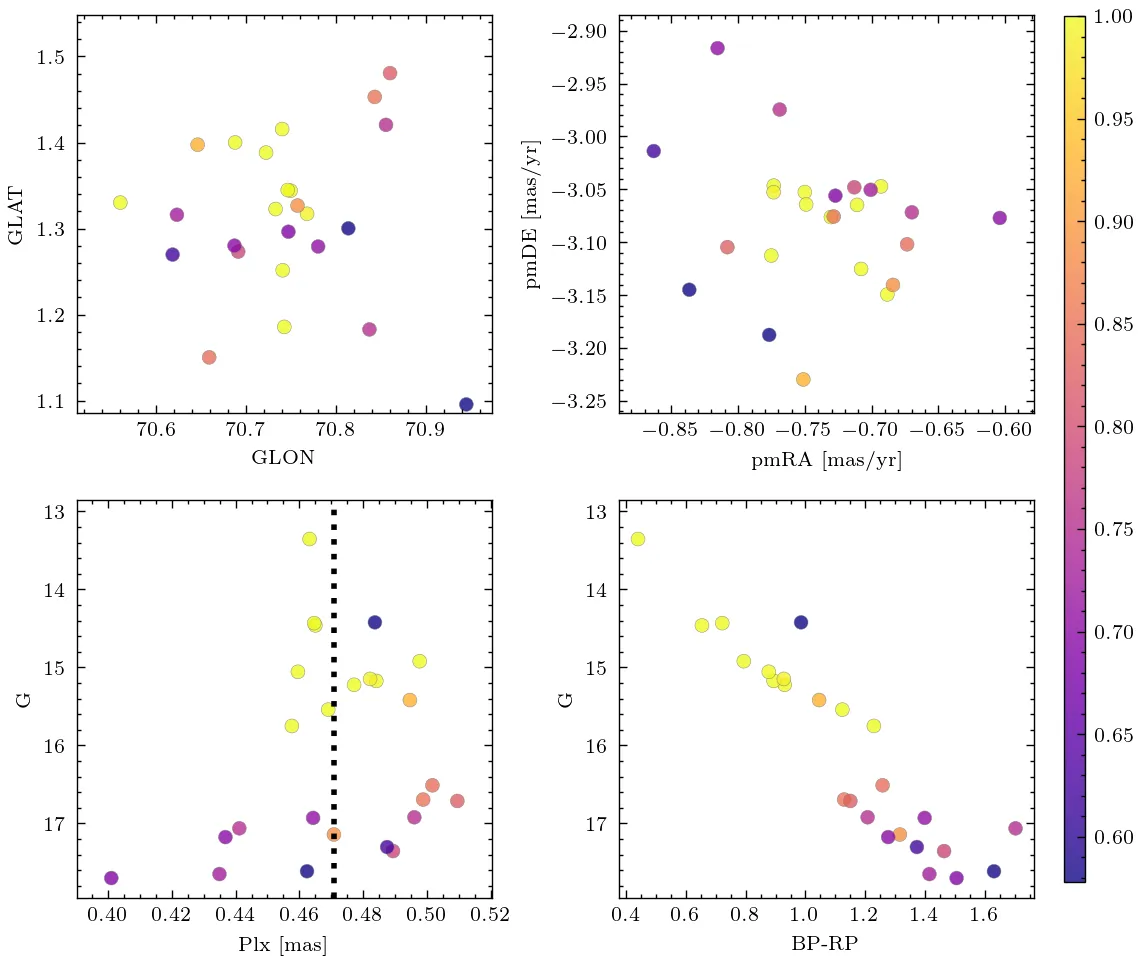 1.5
1.4
1.3
1.2
1.1
GLAT
70.6 70.7 70.8 70.9
GLON
−2.90
−2.95
−3.00
−3.05
−3.10
−3.15
−3.20
−3.25
pmDE [mas/yr]
−0.85 −0.80 −0.75 −0.70 −0.65 −0.60
pmRA [mas/yr]
13
14
15
16
17
G
0.40 0.42 0.44 0.46 0.48 0.50 0.52
Plx [mas]
13
14
15
16
17
G
0.4 0.6 0.8 1.0 1.2 1.4 1.6
BP-RP
1.00
0.95
0.90
0.85
0.80
0.75
0.70
0.65
0.60